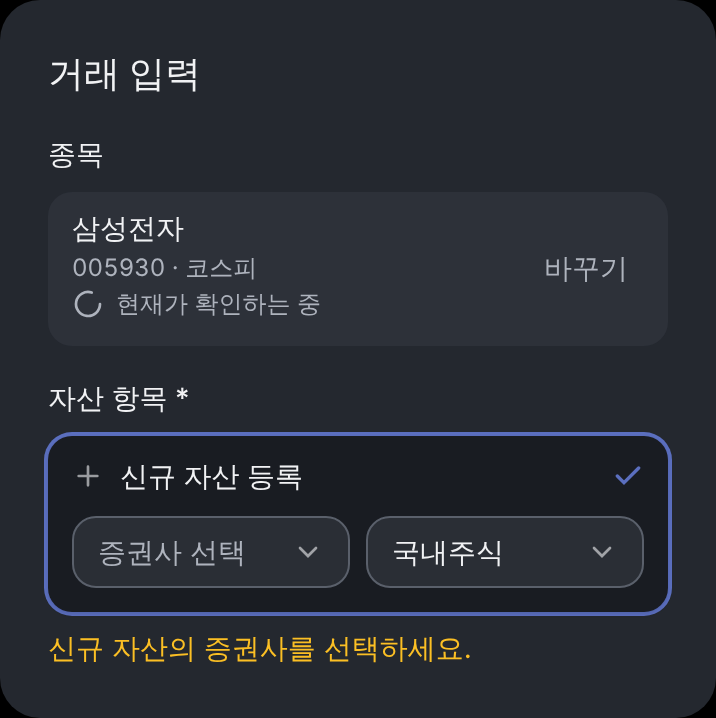 거래 입력
종목
삼성전자
005930 · 코스피
바꾸기
현재가 확인하는 중
자산 항목 *
신규 자산 등록
증권사 선택 국내주식
신규 자산의 증권사를 선택하세요.